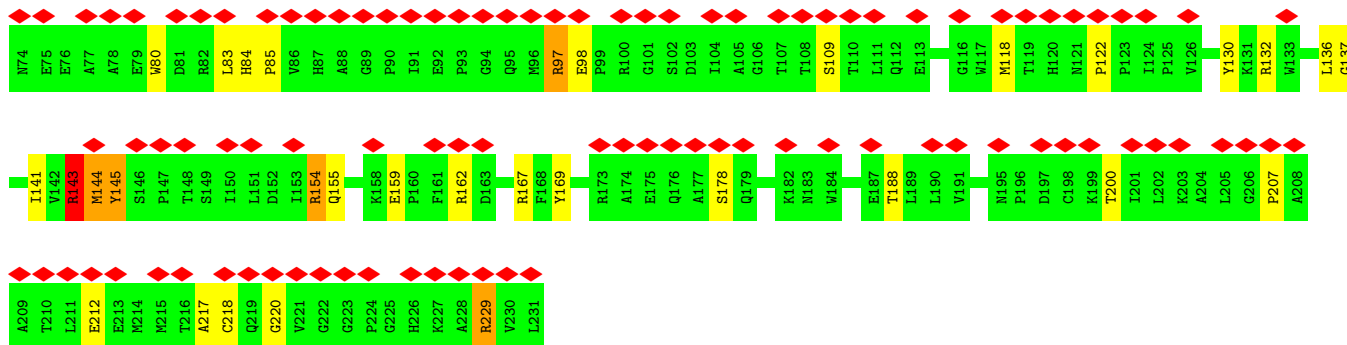 N74 E75 E76 A77 A78 E79 W80 D81 R82 L83 H84 P85 V86 H87 A88 G89 P90 I91 E92 P93 G94 Q95 M96 R97 E98 P99 R100 G101 S102 D103 I104 A105 G106 T107 T108 S109 T110 L111 Q112 E113 G116 W117 M118 T119 H120 N121 P122 P123 I124 P125 V126 Y130 K131 R132 W133 L136 G137
I141 V142 R143 M144 Y145 S146 P147 T148 S149 I150 L151 D152 I153 R154 Q155 K158 E159 P160 F161 R162 D163 R167 F168 Y169 R173 A174 E175 Q176 A177 S178 Q179 K182 N183 W184 E187 T188 L189 L190 V191 N195 P196 D197 C198 K199 T200 I201 L202 K203 A204 L205 G206 P207 A208
A209 T210 L211 E212 E213 M214 M215 T216 A217 C218 Q219 G220 V221 G222 G223 P224 G225 H226 K227 A228 R229 V230 L231